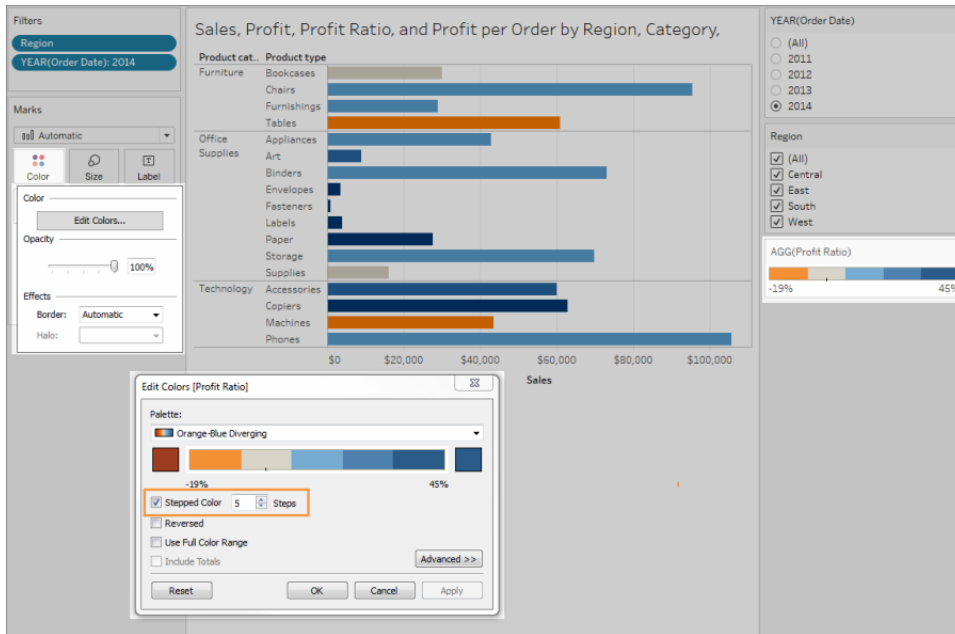 Filters
Region
YEAR(Order Date): 2014
Marks
Automatic
Color
Size
Label
Color
Edit Colors...
Opacity
100%
Effects
Border: Automatic
Halo:
Sales, Profit, Profit Ratio, and Profit per Order by Region, Category,
Product cat.. Product type
Furniture Bookcases
Chairs
Furnishings
Tables
Office Supplies Appliances
Art
Binders
Envelopes
Fasteners
Labels
Paper
Storage
Supplies
Technology Accessories
Copiers
Machines
Phones
$0 $20,000 $40,000 $60,000 $80,000 $100,000
Sales
YEAR(Order Date)
(All)
2011
2012
2013
2014
Region
(All)
Central
East
South
West
AGG(Profit Ratio)
-19% 45%
Edit Colors [Profit Ratio]
Palette:
Orange-Blue Diverging
-19% 45%
Stepped Color 5 Steps
Reversed
Use Full Color Range
Include Totals
Advanced >>
Reset OK Cancel Apply